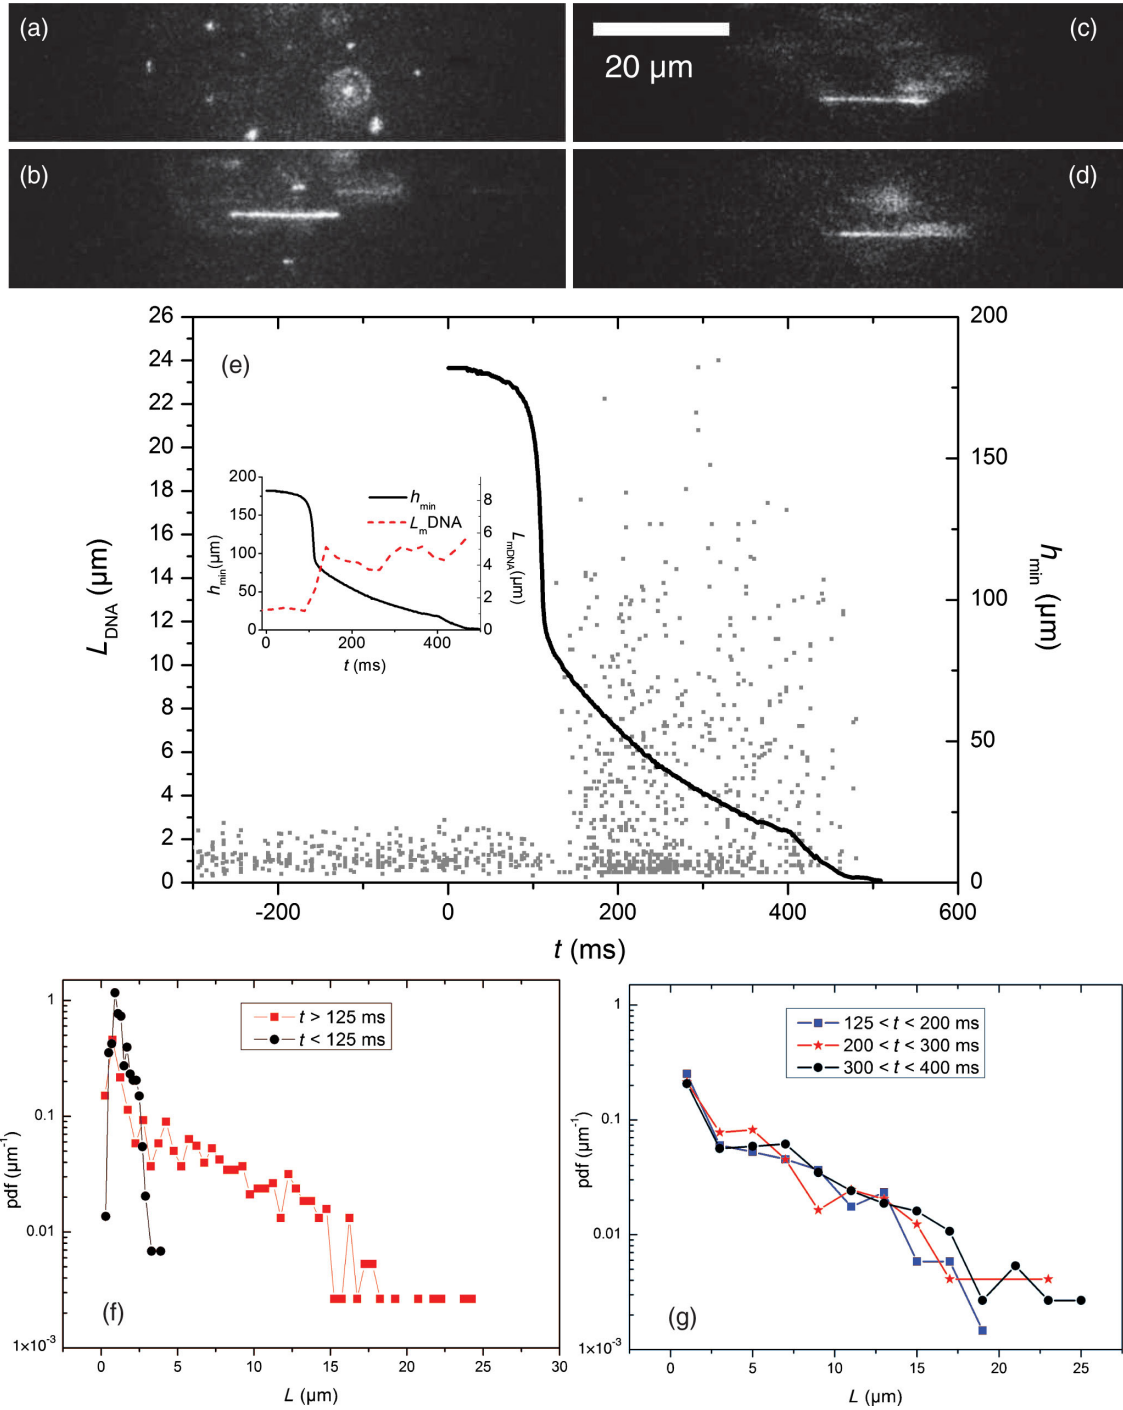 (a)
(c)
20 µm
(b)
(d)
26
24
22
20
18
16
14
12
10
8
6
4
2
0
L_DNA (µm)
(e)
200
150
100
50
0
h_min (µm)
-200
0
200
400
600
t (ms)
200
150
100
50
0
h_min(µm)
h_min
L_mDNA
8
6
4
2
0
L_mDNA (µm)
0
200
400
t (ms)
1
0.1
0.01
1×10⁻³
pdf (µm⁻¹)
t > 125 ms
t < 125 ms
(f)
0
5
10
15
20
25
30
L (µm)
1
0.1
0.01
1×10⁻³
pdf (µm⁻¹)
125 < t < 200 ms
200 < t < 300 ms
300 < t < 400 ms
(g)
0
5
10
15
20
25
L (µm)